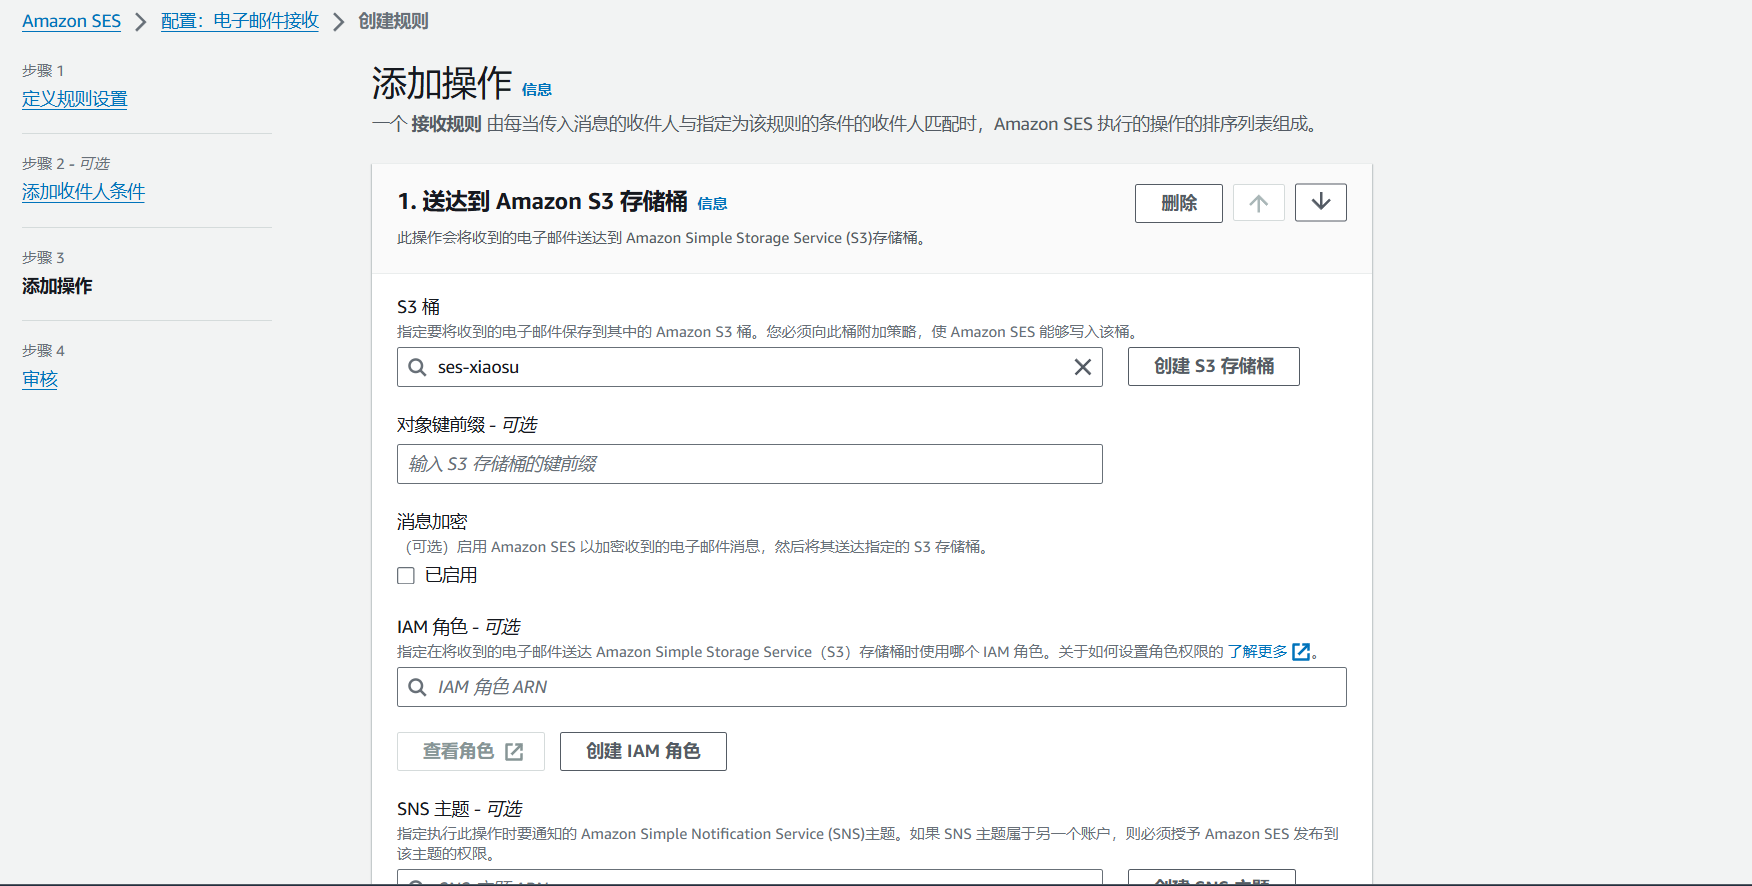 Amazon SES > 配置：电子邮件接收 > 创建规则
步骤 1
定义规则设置
步骤 2 - 可选
添加收件人条件
步骤 3
添加操作
步骤 4
审核
添加操作 信息
一个 接收规则 由每当传入消息的收件人与指定为该规则的条件的收件人匹配时，Amazon SES 执行的操作的排序列表组成。
1. 送达到 Amazon S3 存储桶 信息
删除
此操作会将收到的电子邮件送达到 Amazon Simple Storage Service (S3)存储桶。
S3 桶
指定要将收到的电子邮件保存到其中的 Amazon S3 桶。您必须向此桶附加策略，使 Amazon SES 能够写入该桶。
ses-xiaosu
创建 S3 存储桶
对象键前缀 - 可选
输入 S3 存储桶的键前缀
消息加密
（可选）启用 Amazon SES 以加密收到的电子邮件消息，然后将其送达指定的 S3 存储桶。
已启用
IAM 角色 - 可选
指定在将收到的电子邮件送达 Amazon Simple Storage Service（S3）存储桶时使用哪个 IAM 角色。关于如何设置角色权限的 了解更多 。
IAM 角色 ARN
查看角色
创建 IAM 角色
SNS 主题 - 可选
指定执行此操作时要通知的 Amazon Simple Notification Service (SNS)主题。如果 SNS 主题属于另一个账户，则必须授予 Amazon SES 发布到
该主题的权限。
SNS 主题 ARN
创建 SNS 主题